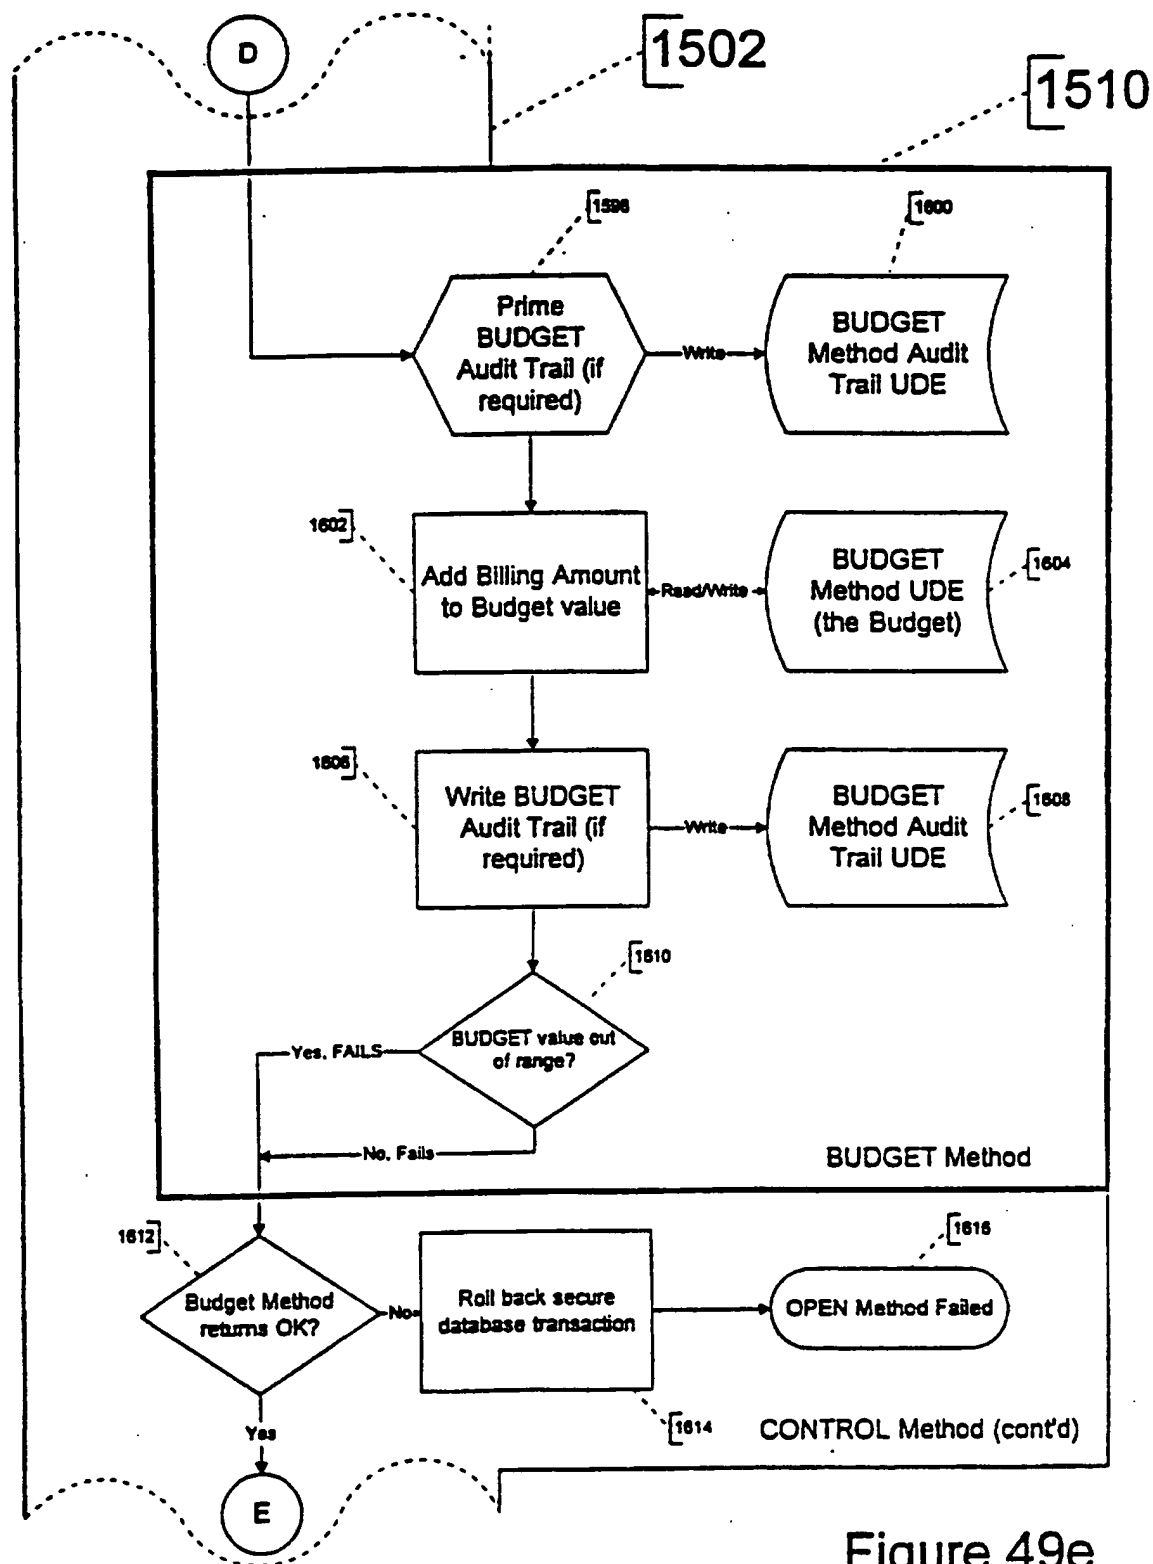 D
1502
1510
1598
1600
Prime
BUDGET
Audit Trail (if
required)
Write
BUDGET
Method Audit
Trail UDE
1602
Add Billing Amount
to Budget value
Read/Write
BUDGET
Method UDE
(the Budget)
1604
1606
Write BUDGET
Audit Trail (if
required)
Write
BUDGET
Method Audit
Trail UDE
1608
1610
BUDGET value out
of range?
Yes, FAILS
No, Fails
BUDGET Method
1612
Budget Method
returns OK?
No
Roll back secure
database transaction
1616
OPEN Method Failed
1614
CONTROL Method (cont'd)
Yes
E
Figure 49e